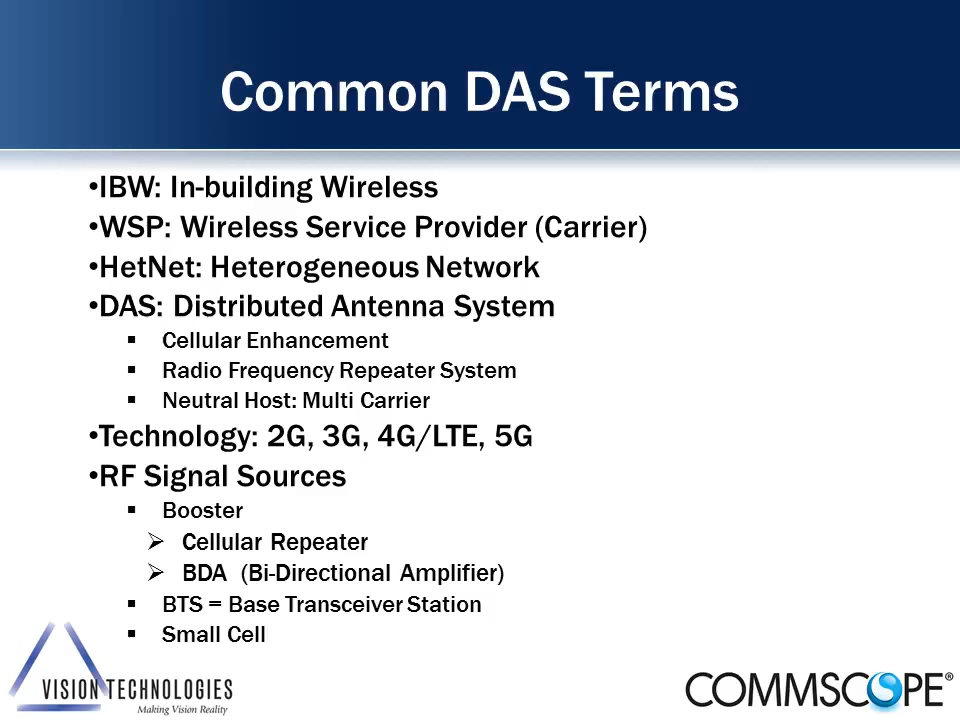 Common DAS Terms
•IBW: In-building Wireless
•WSP: Wireless Service Provider (Carrier)
•HetNet: Heterogeneous Network
•DAS: Distributed Antenna System
▪ Cellular Enhancement
▪ Radio Frequency Repeater System
▪ Neutral Host: Multi Carrier
•Technology: 2G, 3G, 4G/LTE, 5G
•RF Signal Sources
▪ Booster
➢ Cellular Repeater
➢ BDA (Bi-Directional Amplifier)
▪ BTS = Base Transceiver Station
▪ Small Cell
VISION TECHNOLOGIES
Making Vision Reality
COMMSCOPE®